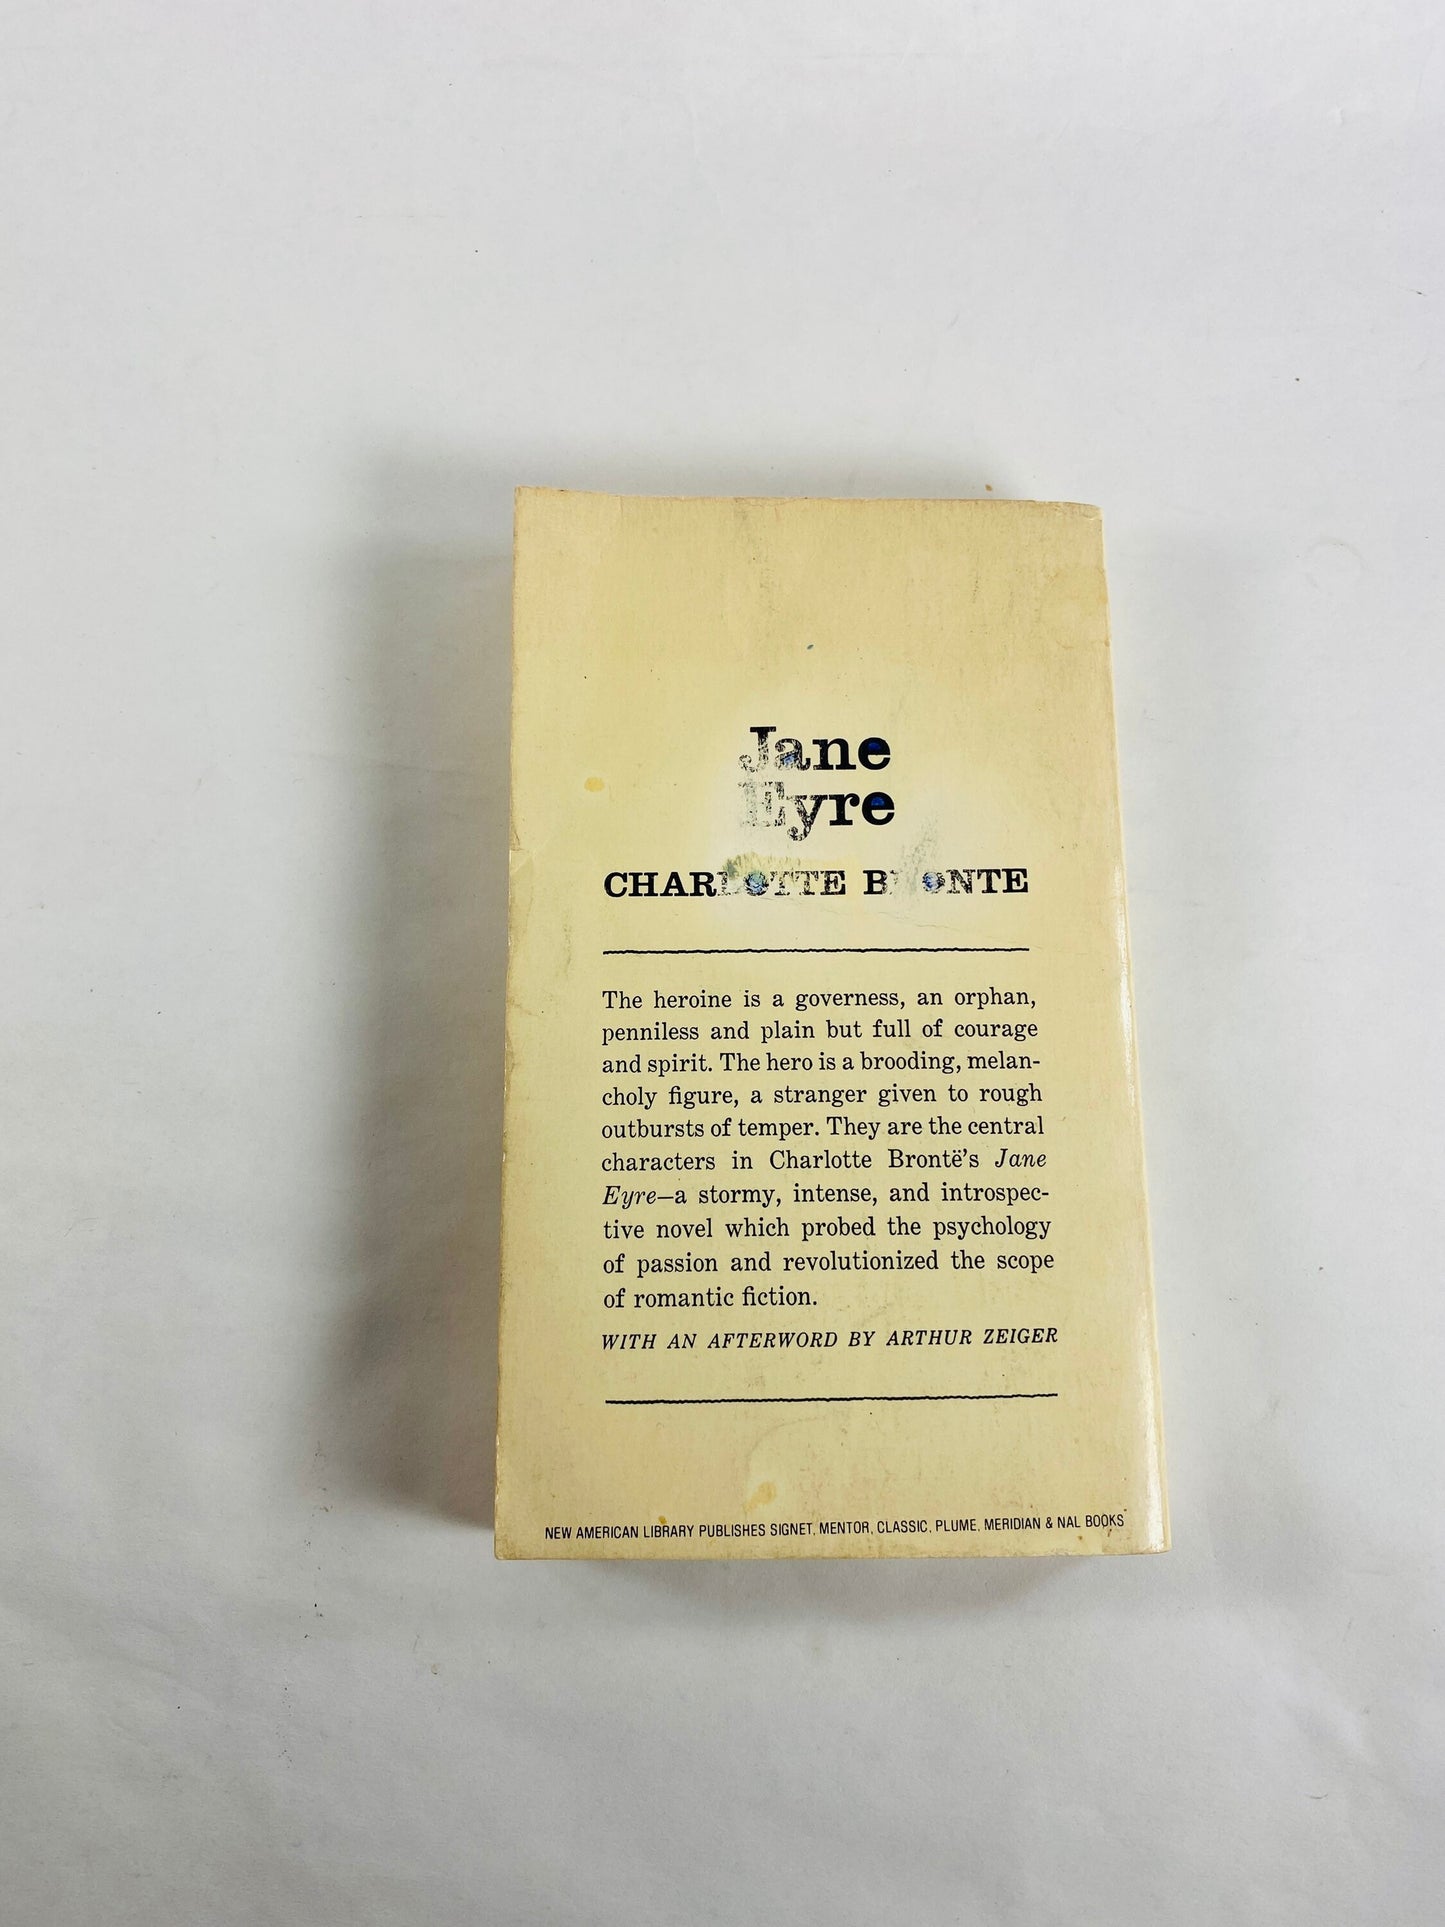 Jane
Eyre
CHARLOTTE BRONTE
The heroine is a governess, an orphan,
penniless and plain but full of courage
and spirit. The hero is a brooding, melan-
choly figure, a stranger given to rough
outbursts of temper. They are the central
characters in Charlotte Brontë's Jane
Eyre—a stormy, intense, and introspec-
tive novel which probed the psychology
of passion and revolutionized the scope
of romantic fiction.
WITH AN AFTERWORD BY ARTHUR ZEIGER
NEW AMERICAN LIBRARY PUBLISHES SIGNET, MENTOR, CLASSIC, PLUME, MERIDIAN & NAL BOOKS